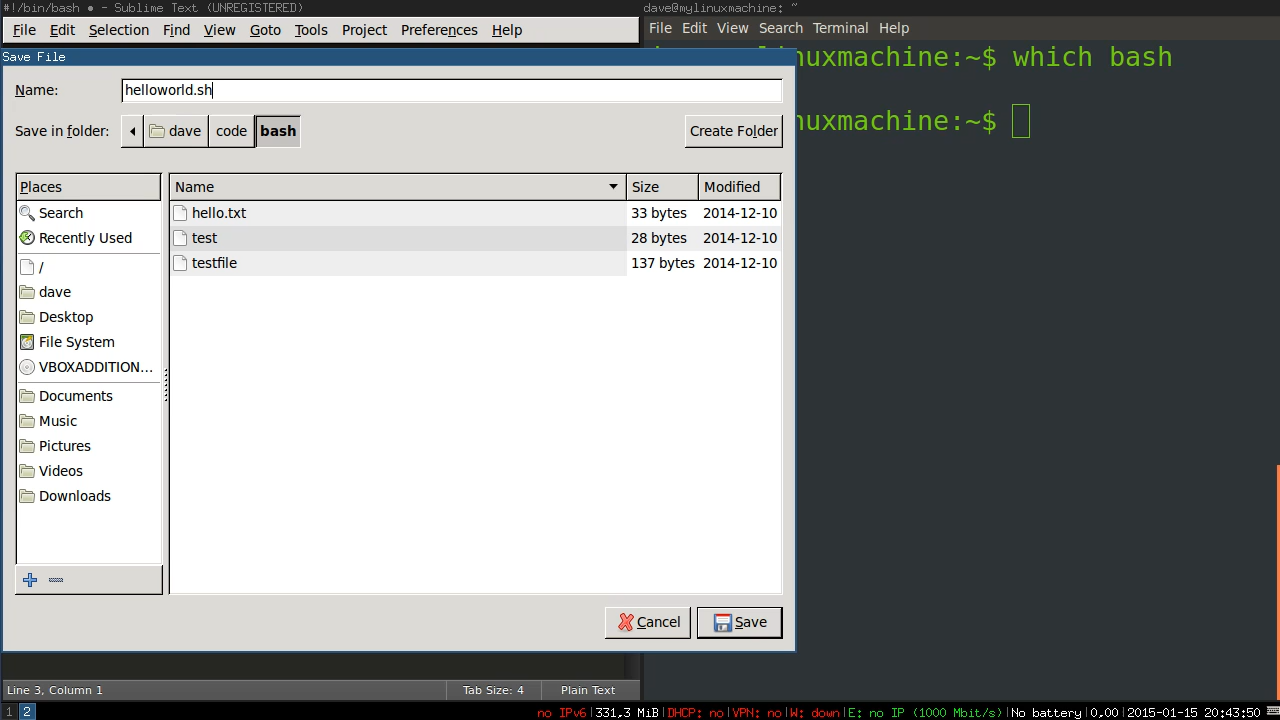 #!/bin/bash ● - Sublime Text (UNREGISTERED)
dave@mylinuxmachine: ~
File Edit Selection Find View Goto Tools Project Preferences Help
File Edit View Search Terminal Help
Save File
linuxmachine:~$ which bash
Name: helloworld.sh
nuxmachine:~$
Save in folder: dave code bash Create Folder
Places
Search
Recently Used
/
dave
Desktop
File System
VBOXADDITION...
Documents
Music
Pictures
Videos
Downloads
Name Size Modified
hello.txt 33 bytes 2014-12-10
test 28 bytes 2014-12-10
testfile 137 bytes 2014-12-10
Cancel Save
Line 3, Column 1 Tab Size: 4 Plain Text
1 2 no IPv6|331,3 MiB|DHCP: no|VPN: no|W: down|E: no IP (1000 Mbit/s)|No battery|0,00|2015-01-15 20:43:50